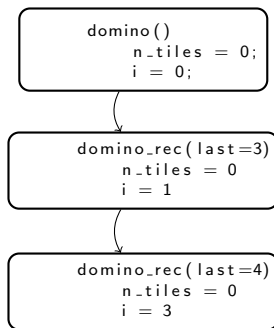 domino()
n_tiles = 0;
i = 0;
domino_rec(last=3)
n_tiles = 0
i = 1
domino_rec(last=4)
n_tiles = 0
i = 3